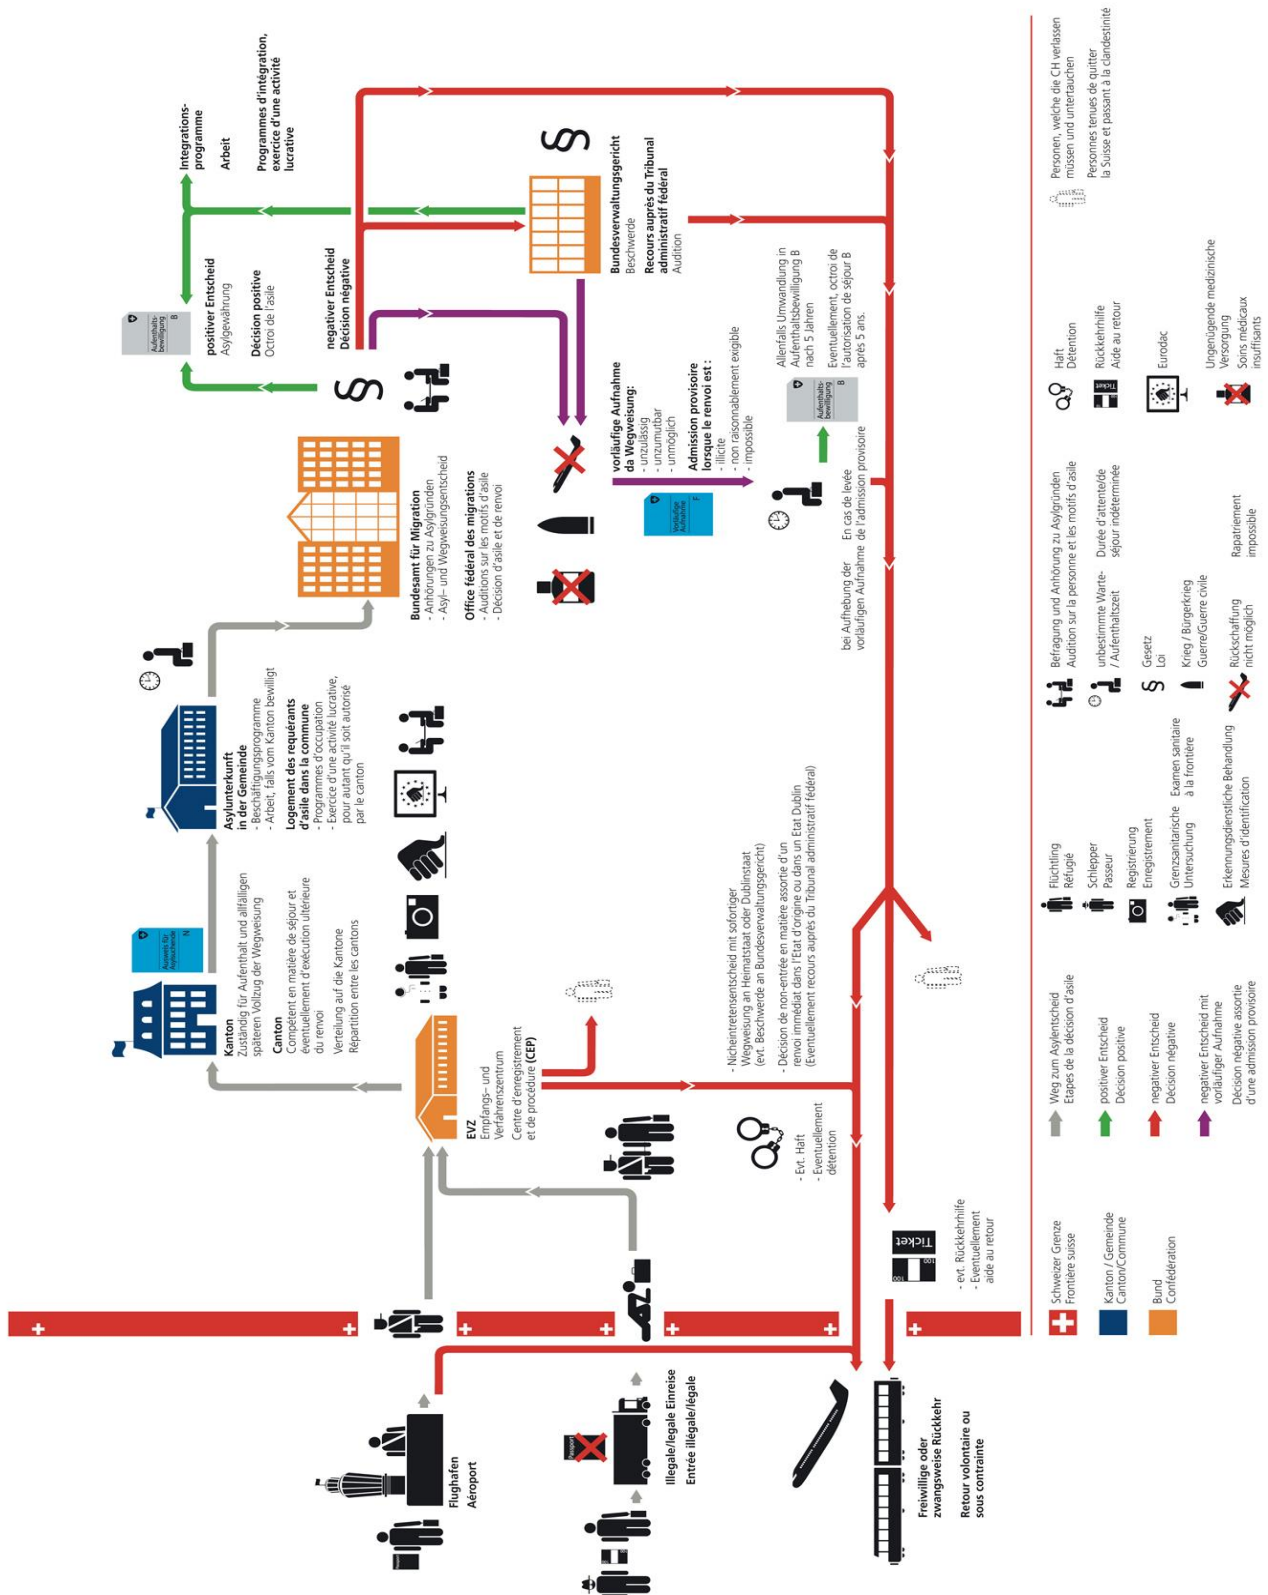 Flughafen
Aéroport
Passport
Passport
Illegale/legale Einreise
Entrée illégale/légale
100
100
Freiwillige oder
zwangsweise Rückkehr
Retour volontaire ou
sous contrainte
EVZ
Empfangs– und
Verfahrenszentrum
Centre d'enregistrement
et de procédure (CEP)
Kanton
Zuständig für Aufenthalt und allfälligen
späteren Vollzug der Wegweisung
Canton
Compétent en matière de séjour et
éventuellement d'exécution ultérieure
du renvoi
Verteilung auf die Kantone
Répartition entre les cantons
Ausweis für
Asylsuchende
N
Asylunterkunft
in der Gemeinde
- Beschäftigungsprogramme
- Arbeit, falls vom Kanton bewilligt
Logement des requérants
d'asile dans la commune
- Programmes d'occupation
- Exercice d'une activité lucrative,
pour autant qu'il soit autorisé
par le canton
Bundesamt für Migration
- Anhörungen zu Asylgründen
- Asyl– und Wegweisungsentscheid
Office fédéral des migrations
- Auditions sur les motifs d'asile
- Décision d'asile et de renvoi
§
Aufenthalts-
bewilligung
B
positiver Entscheid
Asylgewährung
Décision positive
Octroi de l'asile
negativer Entscheid
Décision négative
Integrations-
programme
Arbeit
Programmes d'intégration,
exercice d'une activité
lucrative
§
Bundesverwaltungsgericht
Beschwerde
Recours auprès du Tribunal
administratif fédéral
Audition
vorläufige Aufnahme
da Wegweisung:
- unzulässig
- unzumutbar
- unmöglich
Admission provisoire
lorsque le renvoi est :
- illicite
- non raisonnablement exigible
- impossible
Vorläufige
Aufnahme
F
Aufenthalts-
bewilligung
B
Allenfalls Umwandlung in
Aufenthaltsbewilligung B
nach 5 Jahren
Eventuellement, octroi de
l'autorisation de séjour B
après 5 ans.
bei Aufhebung der
vorläufigen Aufnahme
En cas de levée
de l'admission provisoire
- Nicheintretensentscheid mit sofortiger
Wegweisung an Heimatstaat oder Dublinstaat
(evt. Beschwerde an Bundesverwaltungsgericht)
- Décision de non-entrée en matière assortie d'un
renvoi immédiat dans l'Etat d'origine ou dans un Etat Dublin
(Eventuellement recours auprès du Tribunal administratif fédéral)
- Evt. Haft
- Eventuellement
détention
Ticket
100
100
- evt. Rückkehrhilfe
- Eventuellement
aide au retour
Schweizer Grenze
Frontière suisse
Kanton / Gemeinde
Canton/Commune
Bund
Confédération
Weg zum Asylentscheid
Etapes de la décision d'asile
positiver Entscheid
Décision positive
negativer Entscheid
Décision négative
negativer Entscheid mit
vorläufiger Aufnahme
Décision négative assortie
d'une admission provisoire
Flüchtling
Réfugié
Schlepper
Passeur
Registrierung
Enregistrement
Grenzsanitarische
Untersuchung
Examen sanitaire
à la frontière
Erkennungsdienstliche Behandlung
Mesures d'identification
Befragung und Anhörung zu Asylgründen
Audition sur la personne et les motifs d'asile
unbestimmte Warte-
/ Aufenthaltszeit
Durée d'attente/de
séjour indéterminée
§
Gesetz
Loi
Krieg / Bürgerkrieg
Guerre/Guerre civile
Rückschaffung
nicht möglich
Rapatriement
impossible
Haft
Détention
Ticket
Rückkehrhilfe
Aide au retour
Eurodac
Ungenügende medizinische
Versorgung
Soins médicaux
insuffisants
Personen, welche die CH verlassen
müssen und untertauchen
Personnes tenues de quitter
la Suisse et passant à la clandestinité